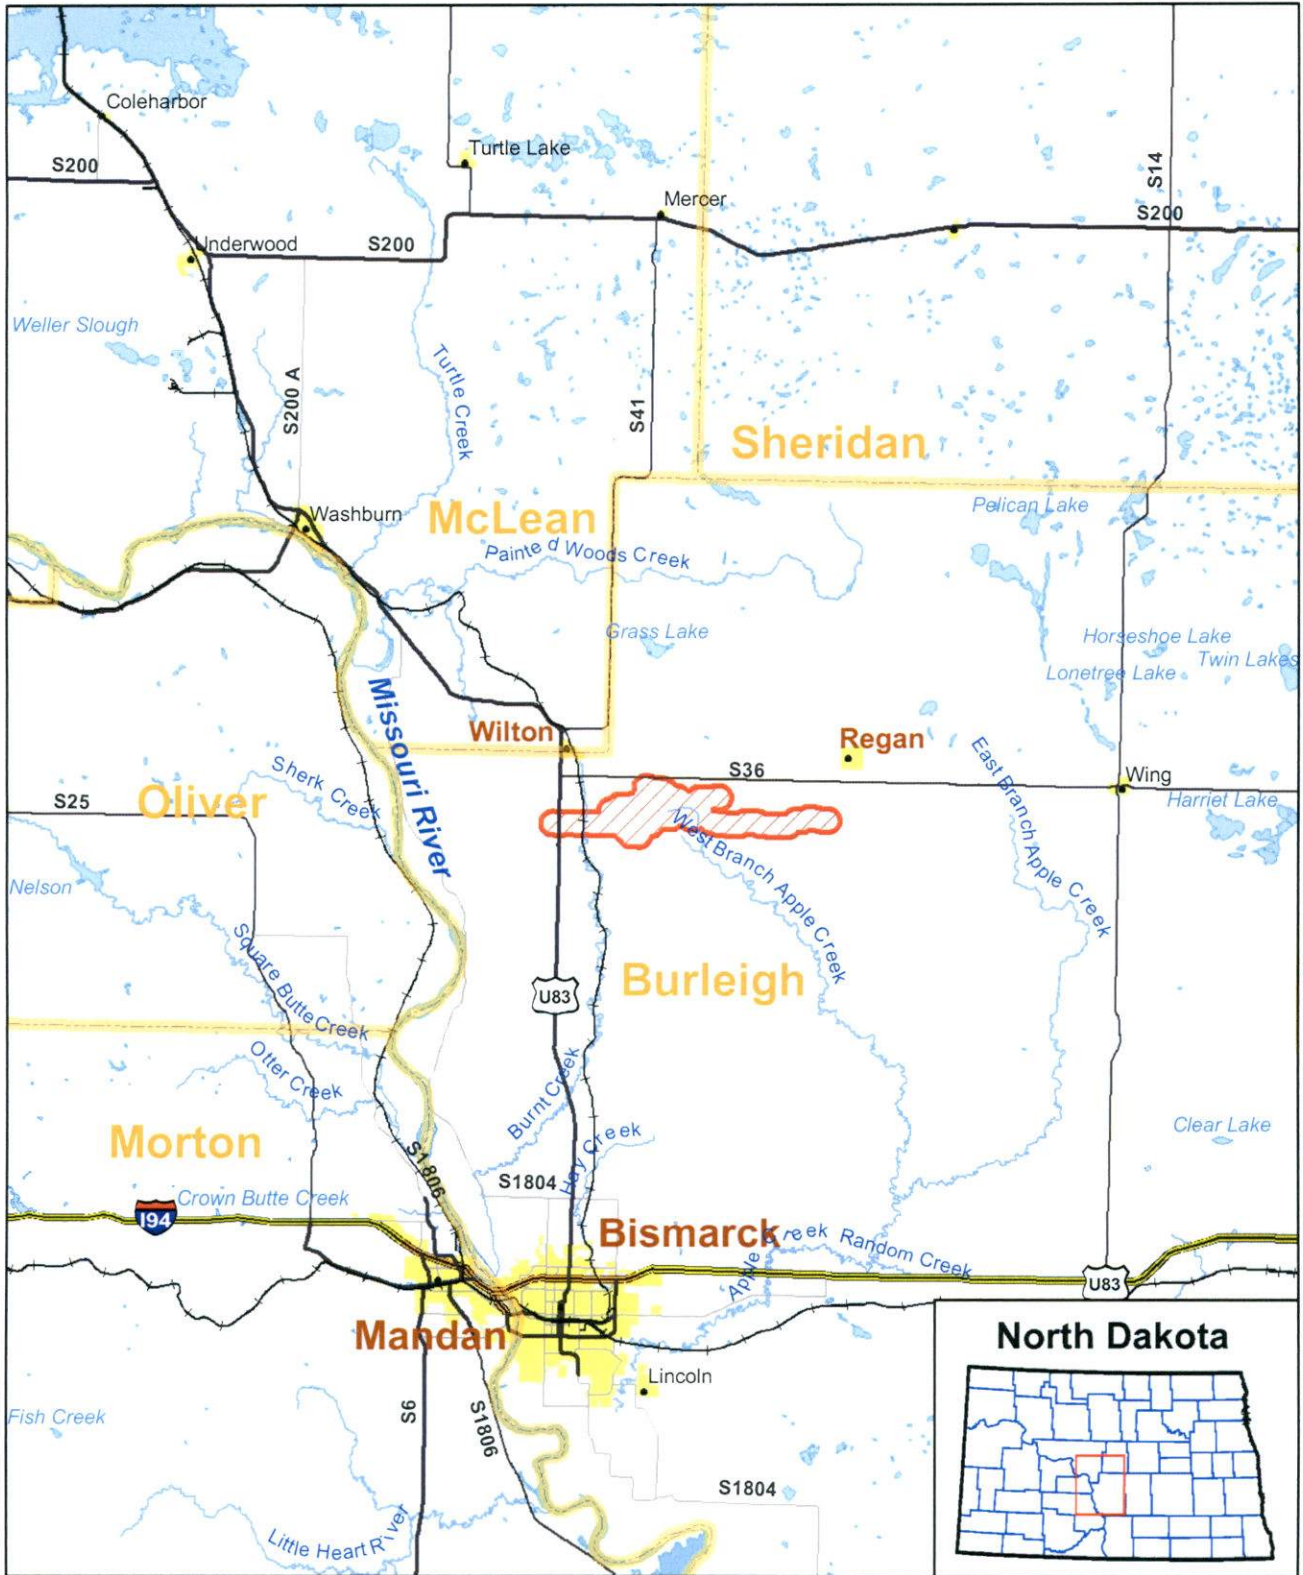 Coleharbor
Turtle Lake
S200
S14
Mercer
S200
Underwood
S200
Weller Slough
Turtle Creek
S200 A
S41
Sheridan
Pelican Lake
Washburn
McLean
Painted Woods Creek
Grass Lake
Horseshoe Lake
Twin Lakes
Lonetree Lake
Missouri River
Wilton
Regan
East Branch Apple Creek
Sherk Creek
S36
Wing
Oliver
S25
Harriet Lake
West Branch Apple Creek
Nelson
Square Butte Creek
Burleigh
U83
Otter Creek
Burnt Creek
Morton
Hay Creek
Clear Lake
S1806
S1804
Crown Butte Creek
I94
Bismarck
Apple Creek
Random Creek
U83
Mandan
North Dakota
Lincoln
Fish Creek
S6
S1806
S1804
Little Heart River